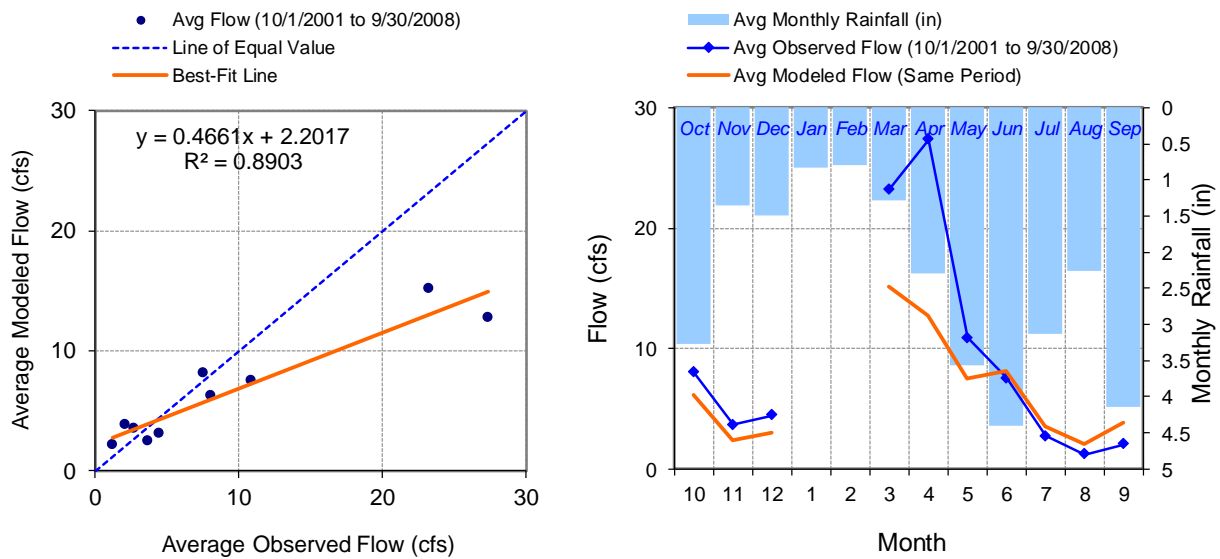 Avg Flow (10/1/2001 to 9/30/2008)
Line of Equal Value
Best-Fit Line
y = 0.4661x + 2.2017
R² = 0.8903
Average Modeled Flow (cfs)
30
20
10
0
0 10 20 30
Average Observed Flow (cfs)
Avg Monthly Rainfall (in)
Avg Observed Flow (10/1/2001 to 9/30/2008)
Avg Modeled Flow (Same Period)
Oct Nov Dec Jan Feb Mar Apr May Jun Jul Aug Sep
Flow (cfs)
30
20
10
0
0
0.5
1
1.5
2
2.5
3
3.5
4
4.5
5
Monthly Rainfall (in)
10 11 12 1 2 3 4 5 6 7 8 9
Month